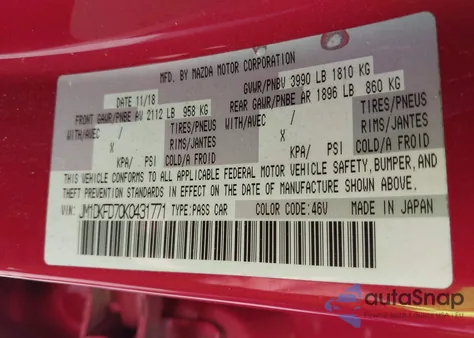 MFD. BY MAZDA MOTOR CORPORATION
DATE 11/18 GVWR/PNBV 3990 LB 1810 KG
FRONT GAWR/PNBE AV 2112 LB 958 KG REAR GAWR/PNBE AR 1896 LB 860 KG
WITH/AVEC / TIRES/PNEUS WITH/AVEC / TIRES/PNEUS
X RIMS/JANTES X RIMS/JANTES
/ COLD/A FROID / COLD/A FROID
KPA/ PSI KPA/ PSI
THIS VEHICLE CONFORMS TO ALL APPLICABLE FEDERAL MOTOR VEHICLE SAFETY, BUMPER, AND
THEFT PREVENTION STANDARDS IN EFFECT ON THE DATE OF MANUFACTURE SHOWN ABOVE.
VIN: JM1DKFD70K0431771 TYPE:PASS CAR COLOR CODE:46V MADE IN JAPAN
autoSnap